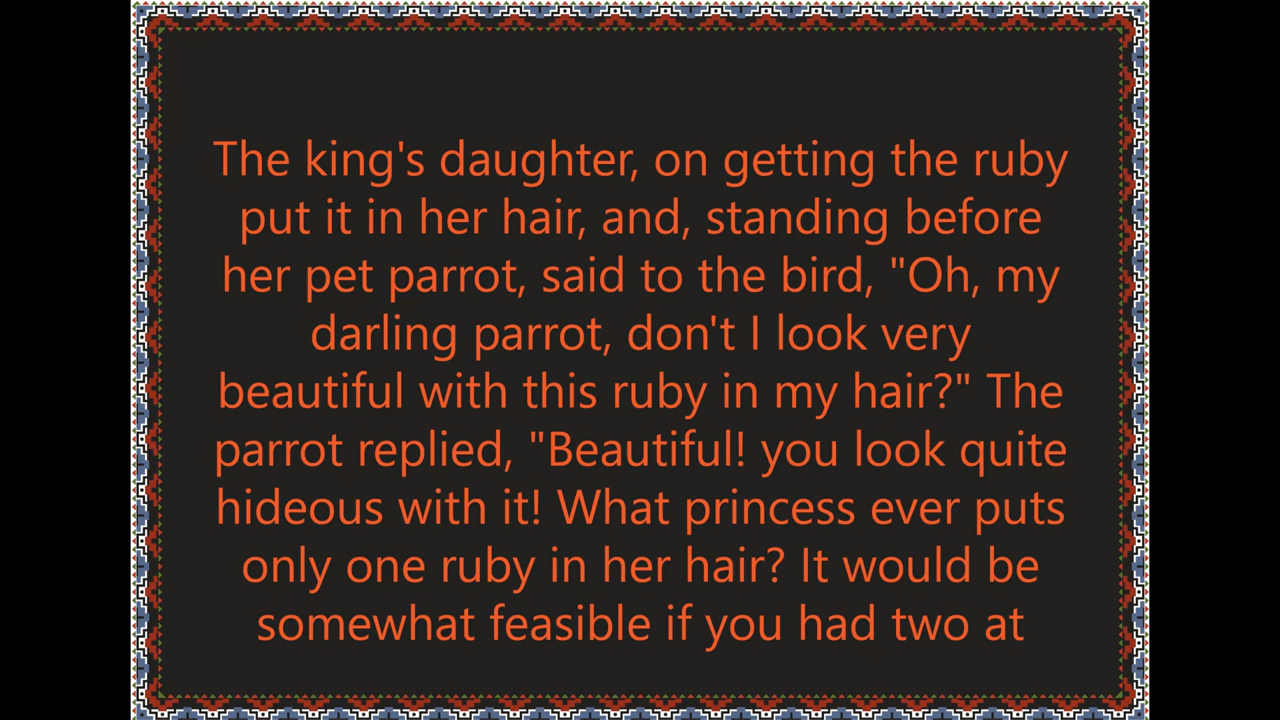 The king's daughter, on getting the ruby
put it in her hair, and, standing before
her pet parrot, said to the bird, "Oh, my
darling parrot, don't I look very
beautiful with this ruby in my hair?" The
parrot replied, "Beautiful! you look quite
hideous with it! What princess ever puts
only one ruby in her hair? It would be
somewhat feasible if you had two at